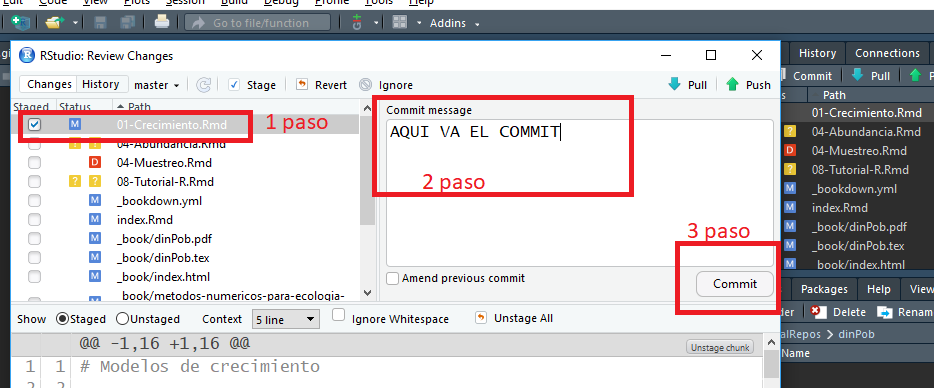 Session Build Debug Profile Tools Help
Go to file/function
Addins
RStudio: Review Changes
Changes History master Stage Revert Ignore Pull Push
Staged Status Path
01-Crecimiento.Rmd
04-Abundancia.Rmd
04-Muestreo.Rmd
08-Tutorial-R.Rmd
_bookdown.yml
index.Rmd
_book/dinPob.pdf
_book/dinPob.tex
_book/index.html
_book/metodos-numericos-para-ecologia-
1 paso
Commit message
AQUI VA EL COMMIT
2 paso
3 paso
Amend previous commit
Commit
Show Staged Unstaged Context 5 line Ignore Whitespace Unstage All
@@ -1,16 +1,16 @@
Unstage chunk
1 1 # Modelos de crecimiento
2 2
History Connections
Commit Pull
Path
01-Crecimiento.Rmd
04-Abundancia.Rmd
04-Muestreo.Rmd
08-Tutorial-R.Rmd
_bookdown.yml
index.Rmd
_book/dinPob.pdf
_book/dinPob.tex
_book/index.html
Packages Help
Delete Renam
alRepos dinPob
Name